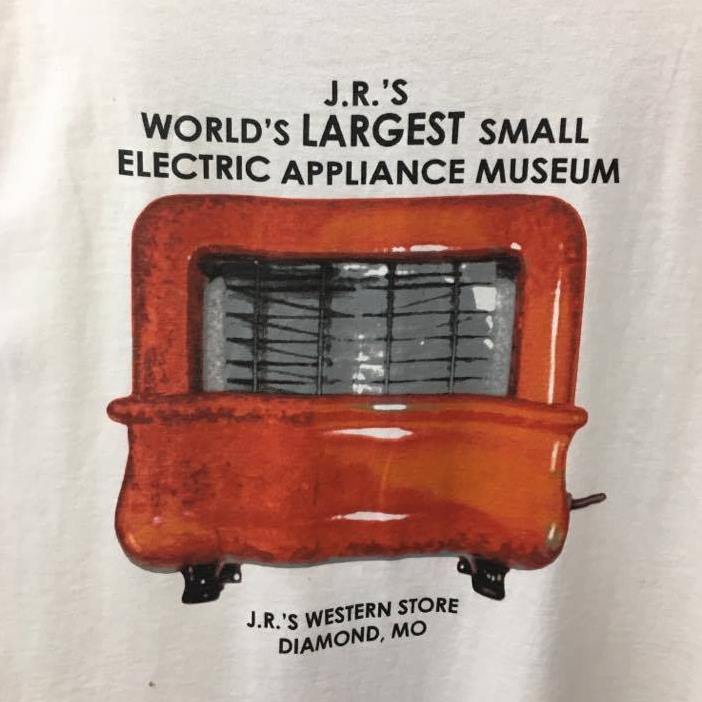 J.R.'S
WORLD'S LARGEST SMALL
ELECTRIC APPLIANCE MUSEUM
J.R.'S WESTERN STORE
DIAMOND, MO